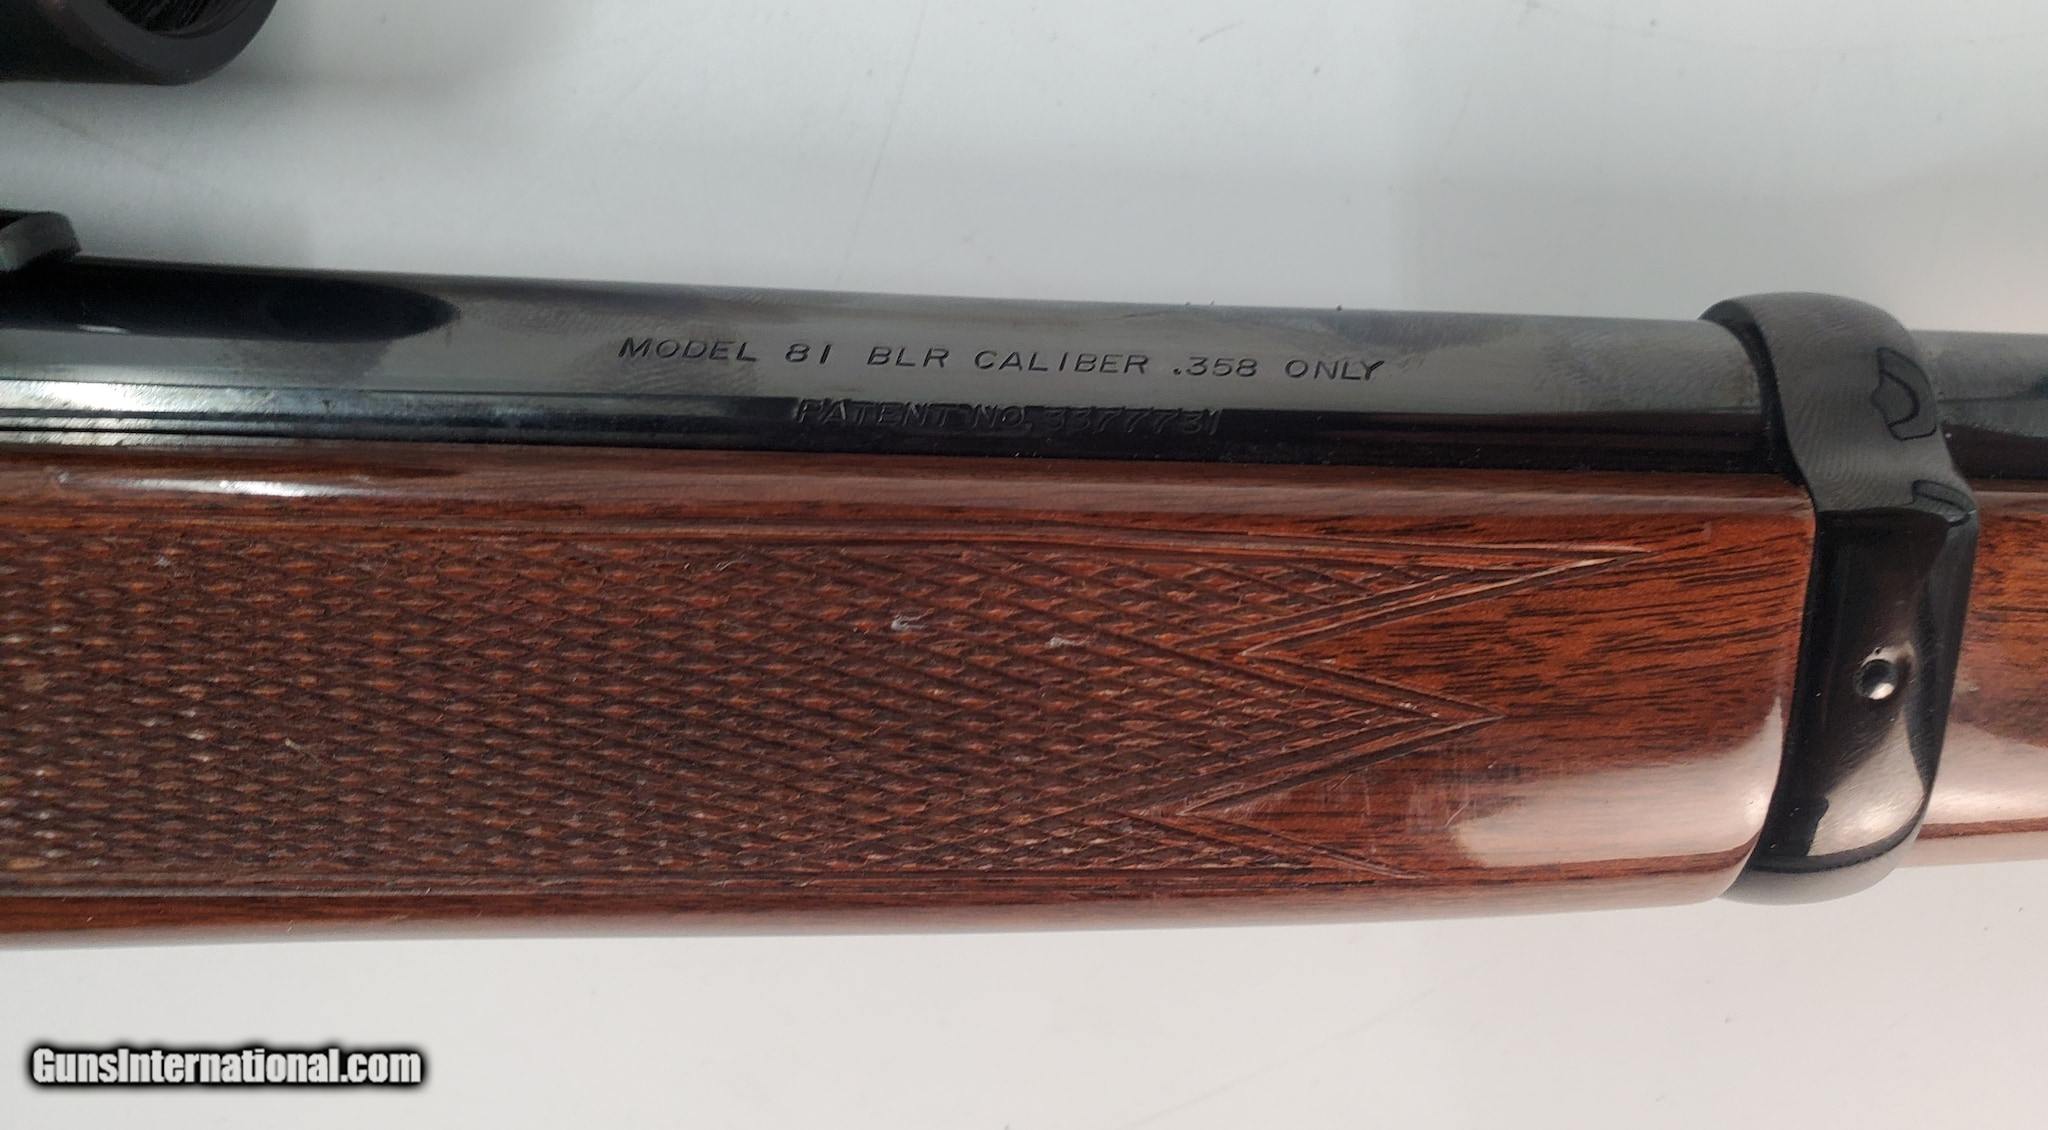 MODEL 81 BLR CALIBER .358 ONLY
PATENT NO. 3377731
GunsInternational.com